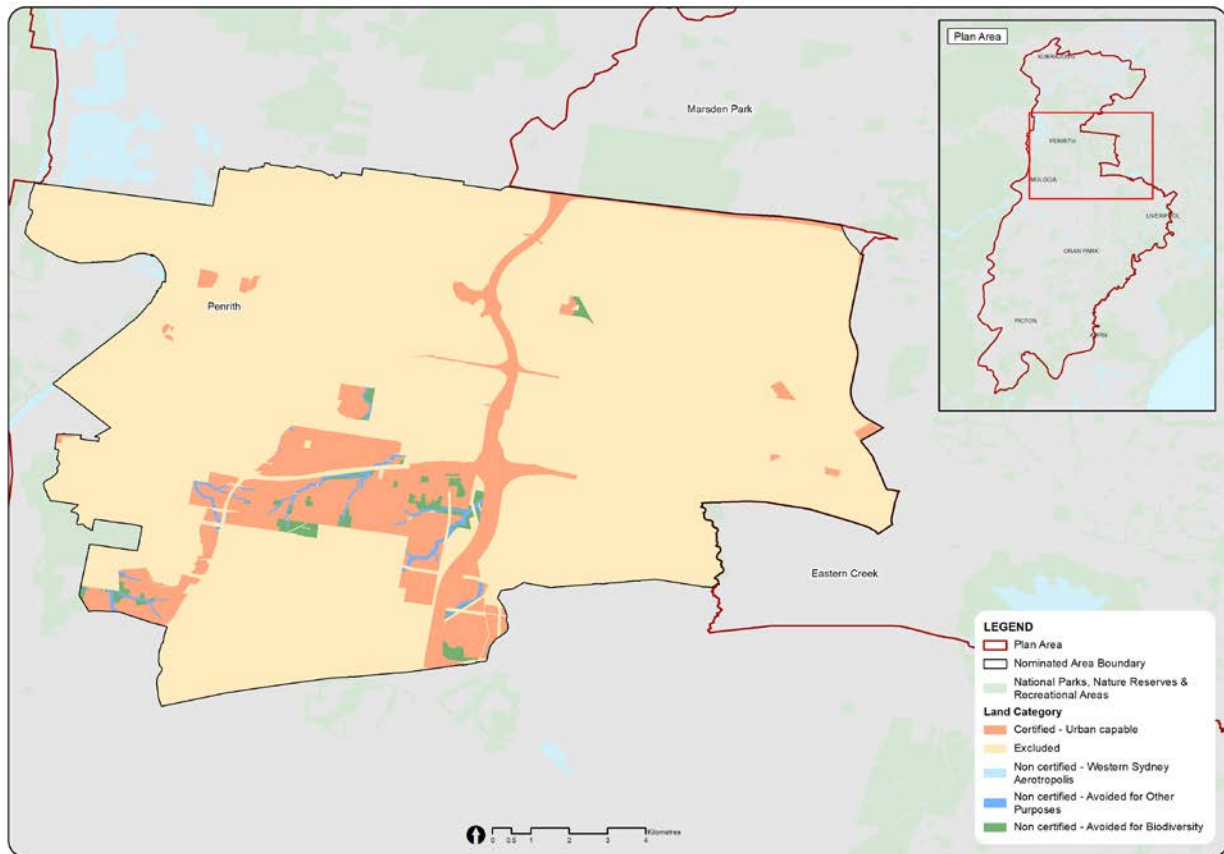 Plan Area
KURRAJONG
PENRITH
MULGOA
LIVERPOOL
ORAN PARK
PICTON
APPIN
Marsden Park
Penrith
Eastern Creek
LEGEND
Plan Area
Nominated Area Boundary
National Parks, Nature Reserves &
Recreational Areas
Land Category
Certified - Urban capable
Excluded
Non certified - Western Sydney
Aerotropolis
Non certified - Avoided for Other
Purposes
Non certified - Avoided for Biodiversity
Kilometres
0 0.5 1 2 3 4